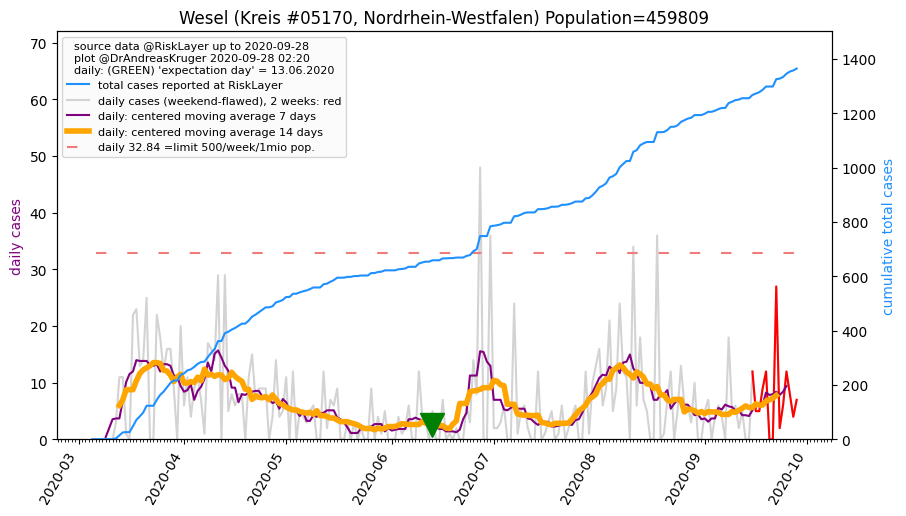 Wesel (Kreis #05170, Nordrhein-Westfalen) Population=459809
source data @RiskLayer up to 2020-09-28
plot @DrAndreasKruger 2020-09-28 02:20
daily: (GREEN) 'expectation day' = 13.06.2020
total cases reported at RiskLayer
daily cases (weekend-flawed), 2 weeks: red
daily: centered moving average 7 days
daily: centered moving average 14 days
daily 32.84 =limit 500/week/1mio pop.
daily cases
70
60
50
40
30
20
10
0
cumulative total cases
1400
1200
1000
800
600
400
200
0
2020-03
2020-04
2020-05
2020-06
2020-07
2020-08
2020-09
2020-10